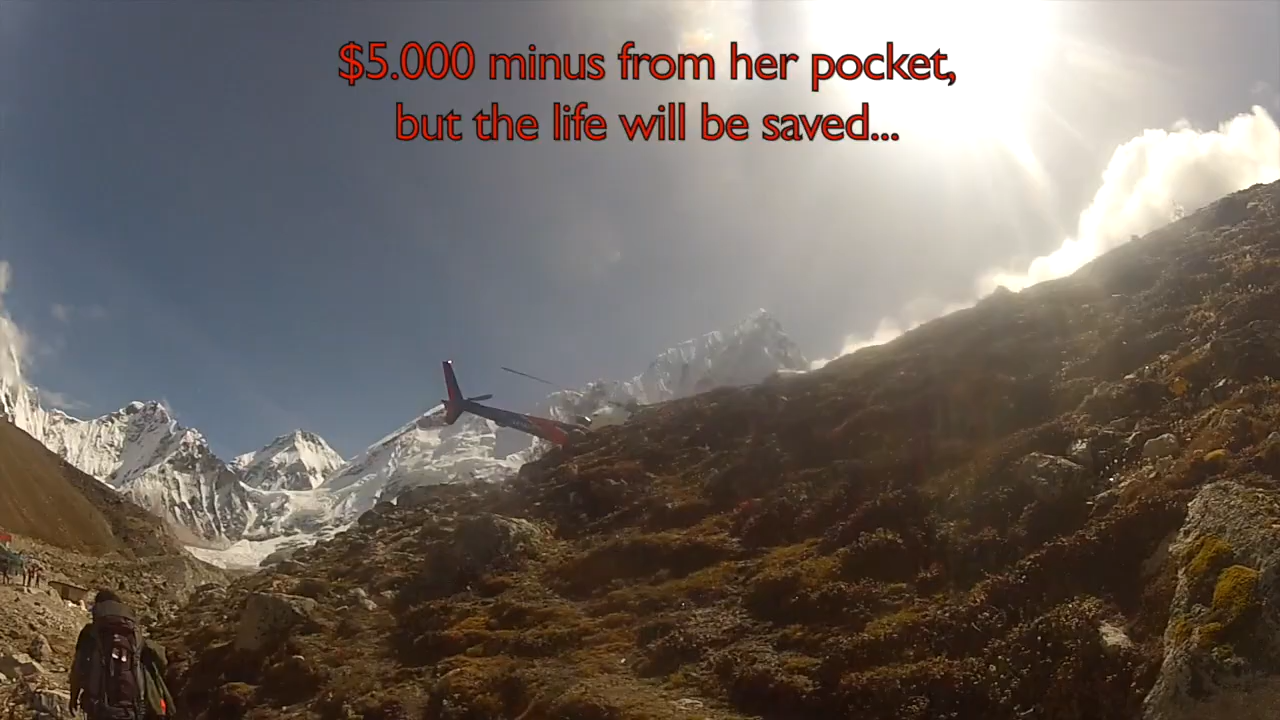 $5.000 minus from her pocket,
but the life will be saved...